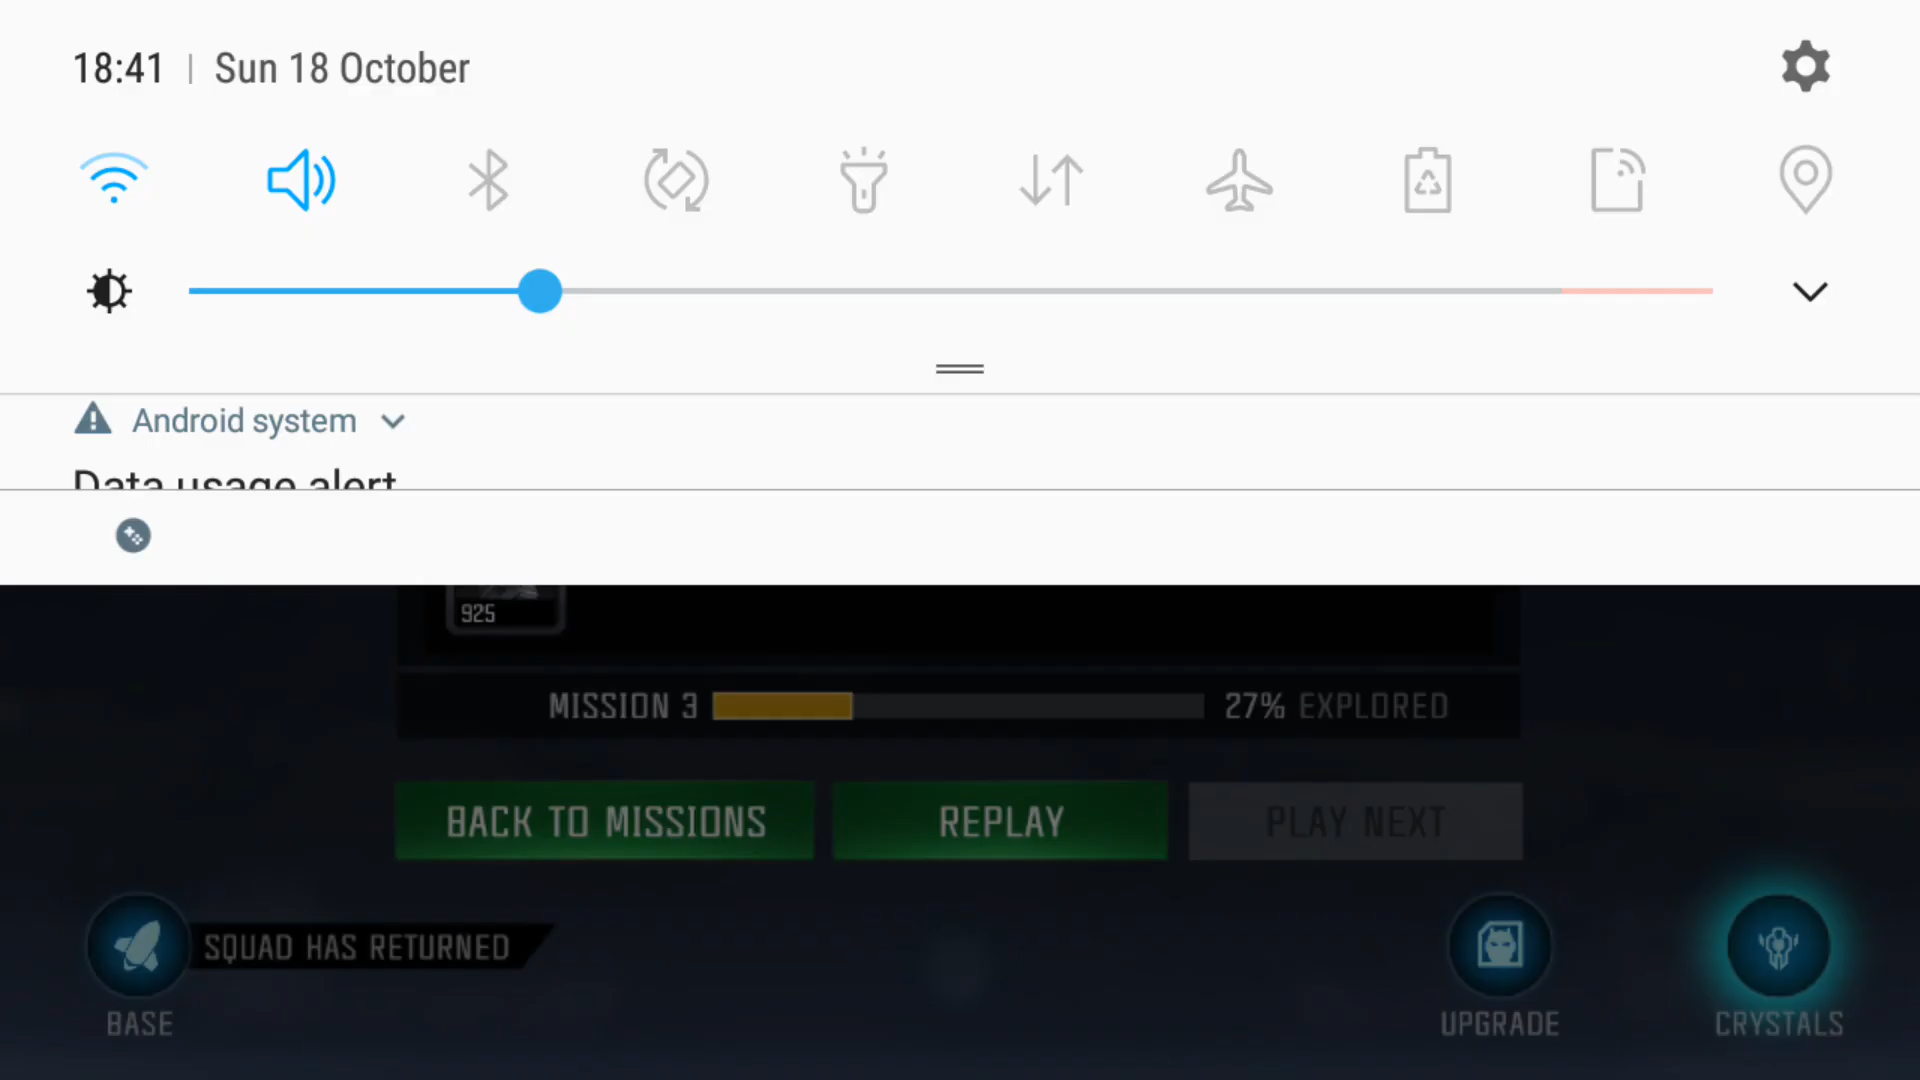 18:41 | Sun 18 October
Android system
Data usage alert
925
MISSION 3
27% EXPLORED
BACK TO MISSIONS
REPLAY
PLAY NEXT
SQUAD HAS RETURNED
BASE
UPGRADE
CRYSTALS